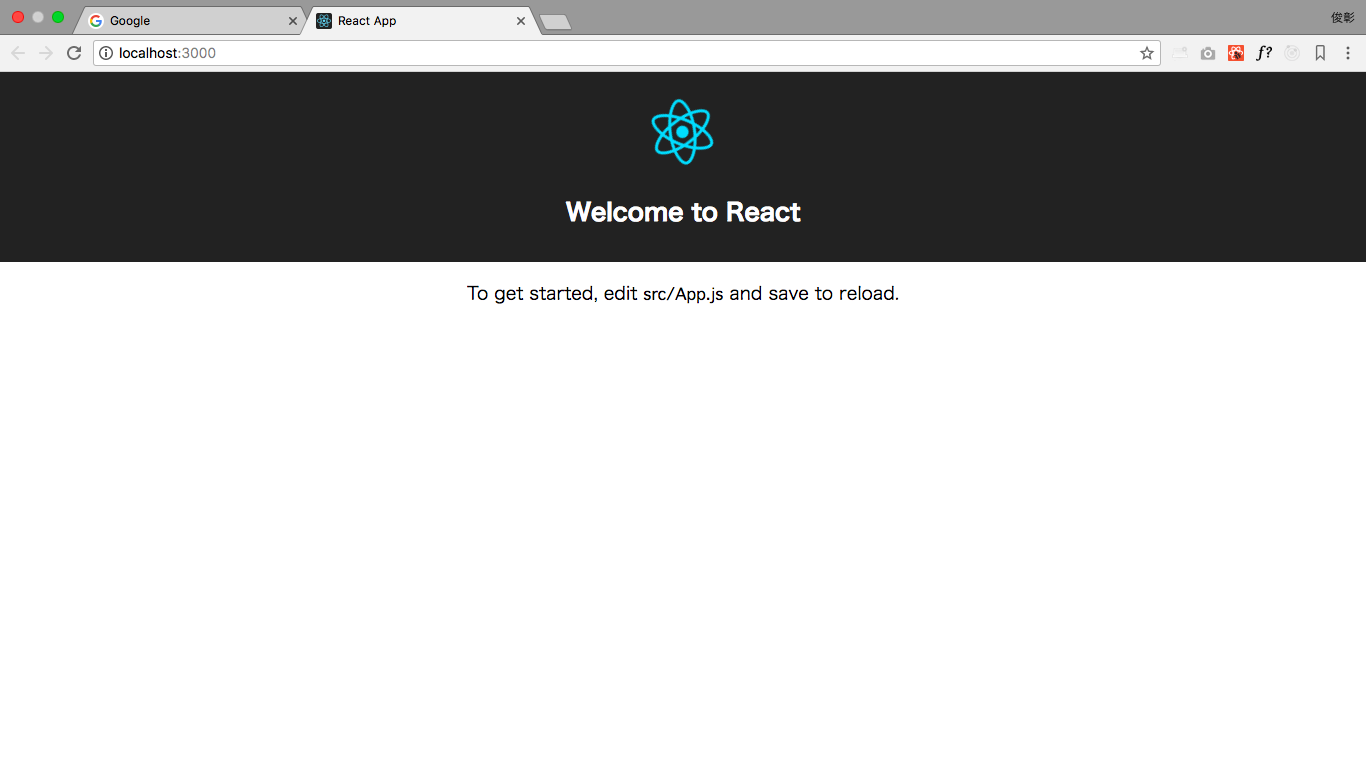 Google
React App
俊彰
localhost:3000
f?
Welcome to React
To get started, edit src/App.js and save to reload.